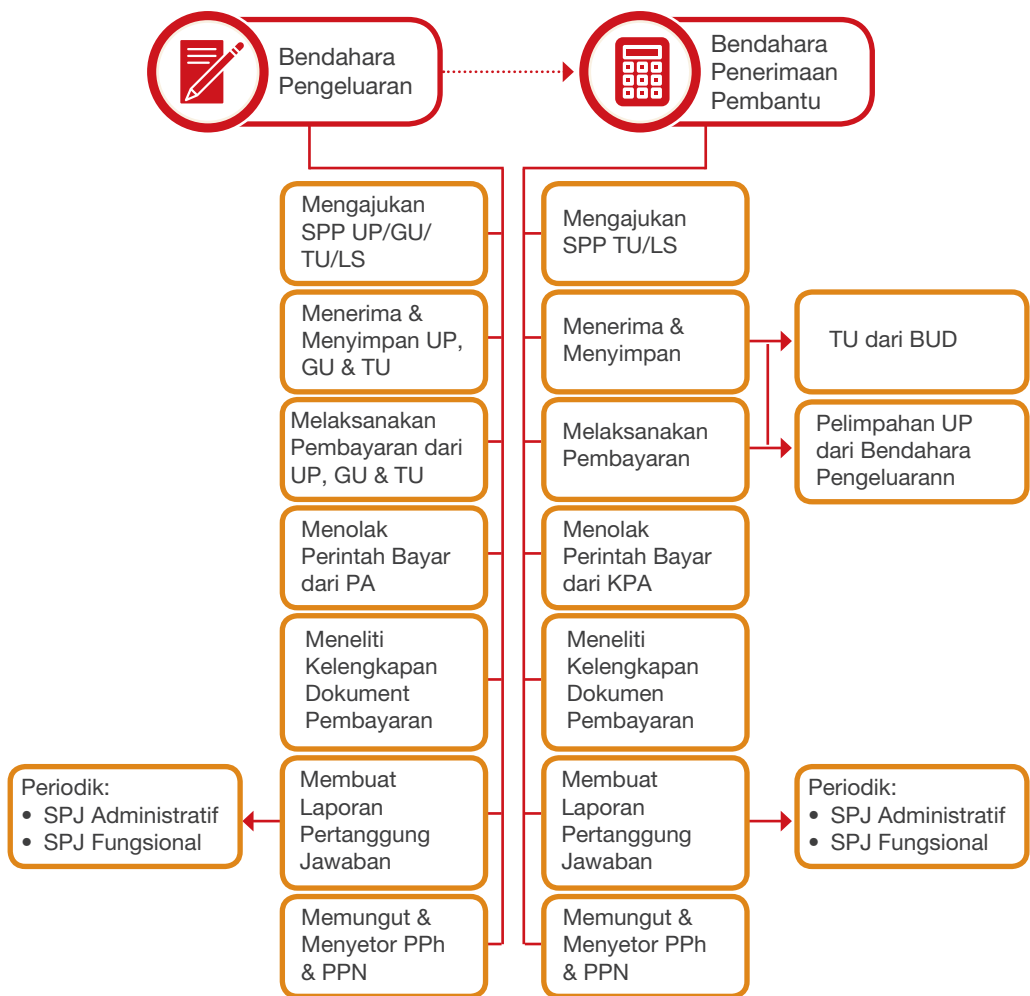 Bendahara
Pengeluaran
Bendahara
Penerimaan
Pembantu
Mengajukan
SPP UP/GU/
TU/LS
Mengajukan
SPP TU/LS
Menerima &
Menyimpan UP,
GU & TU
Menerima &
Menyimpan
TU dari BUD
Melaksanakan
Pembayaran dari
UP, GU & TU
Melaksanakan
Pembayaran
Pelimpahan UP
dari Bendahara
Pengeluarann
Menolak
Perintah Bayar
dari PA
Menolak
Perintah Bayar
dari KPA
Meneliti
Kelengkapan
Dokument
Pembayaran
Meneliti
Kelengkapan
Dokumen
Pembayaran
Periodik:
• SPJ Administratif
• SPJ Fungsional
Membuat
Laporan
Pertanggung
Jawaban
Membuat
Laporan
Pertanggung
Jawaban
Periodik:
• SPJ Administratif
• SPJ Fungsional
Memungut &
Menyetor PPh
& PPN
Memungut &
Menyetor PPh
& PPN